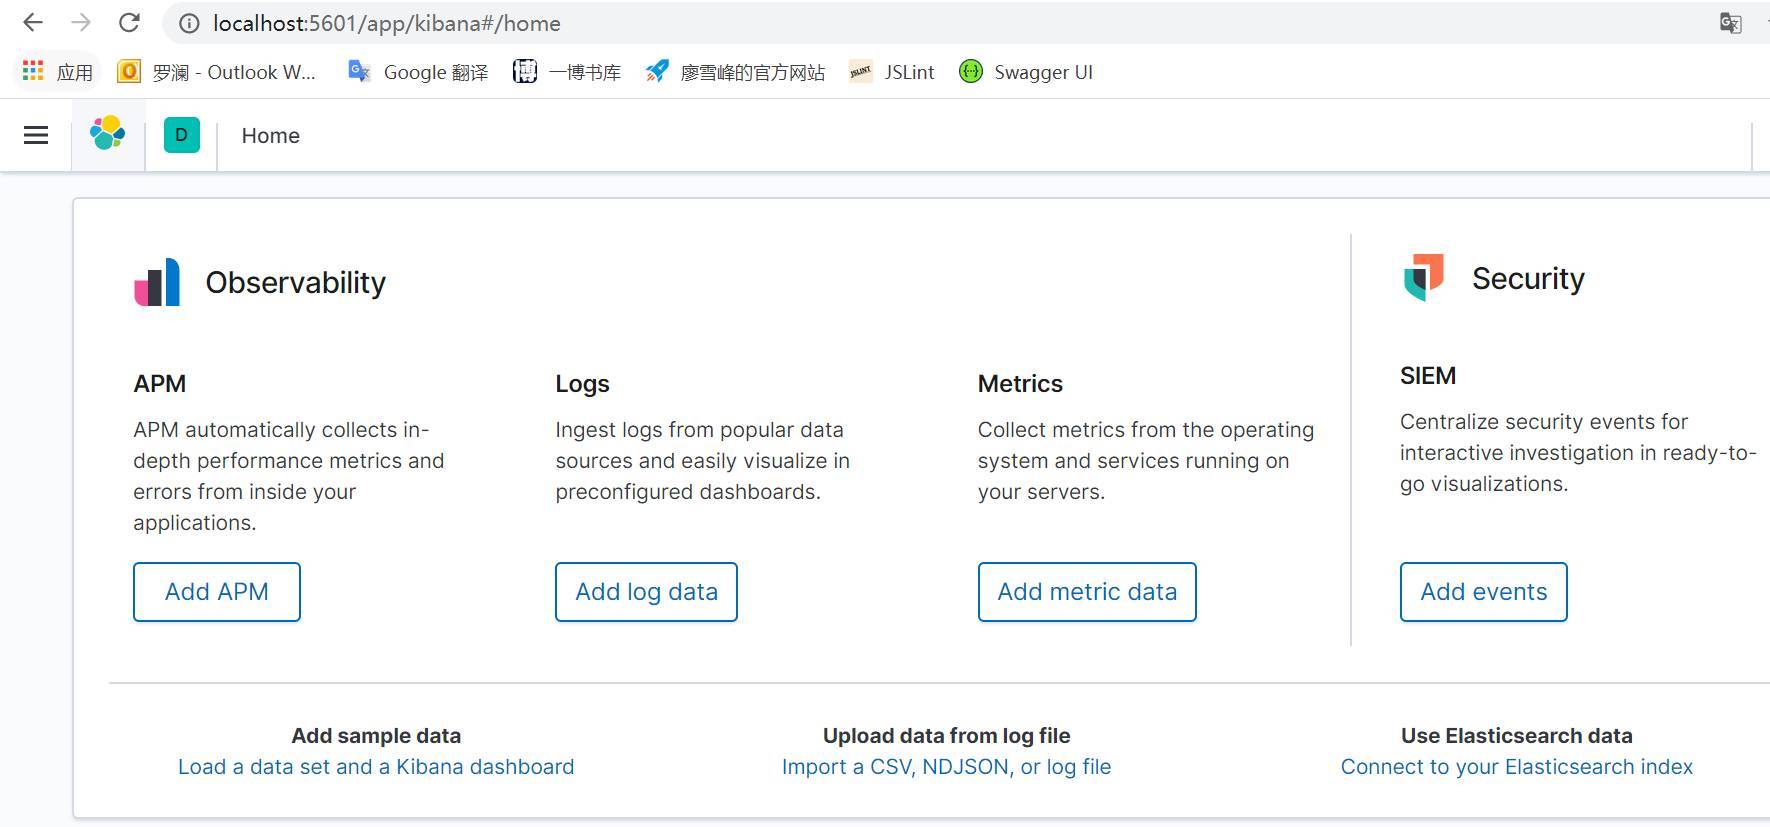 localhost:5601/app/kibana#/home
应用 罗澜 - Outlook W... Google 翻译 一博书库 廖雪峰的官方网站 JSLint Swagger UI
D Home
Observability
Security
APM
APM automatically collects in-
depth performance metrics and
errors from inside your
applications.
Add APM
Logs
Ingest logs from popular data
sources and easily visualize in
preconfigured dashboards.
Add log data
Metrics
Collect metrics from the operating
system and services running on
your servers.
Add metric data
SIEM
Centralize security events for
interactive investigation in ready-to-
go visualizations.
Add events
Add sample data
Load a data set and a Kibana dashboard
Upload data from log file
Import a CSV, NDJSON, or log file
Use Elasticsearch data
Connect to your Elasticsearch index